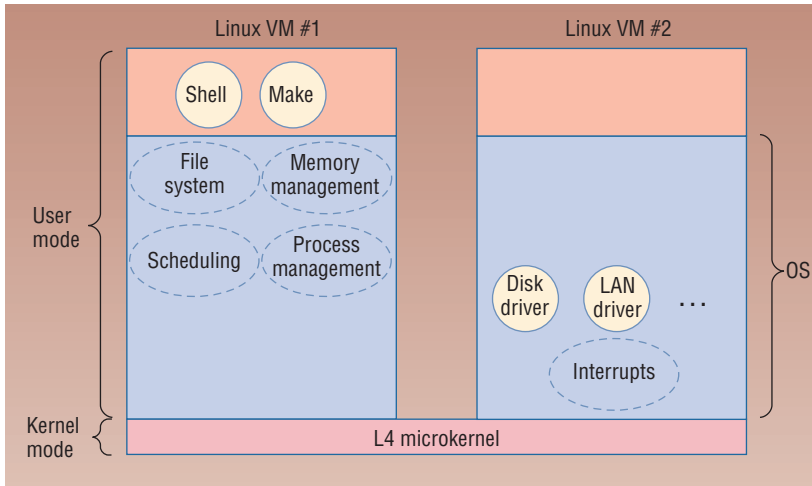 Linux VM #1
Linux VM #2
Shell
Make
File
system
Memory
management
User
mode
Scheduling
Process
management
Disk
driver
LAN
driver
...
OS
Interrupts
Kernel
mode
L4 microkernel